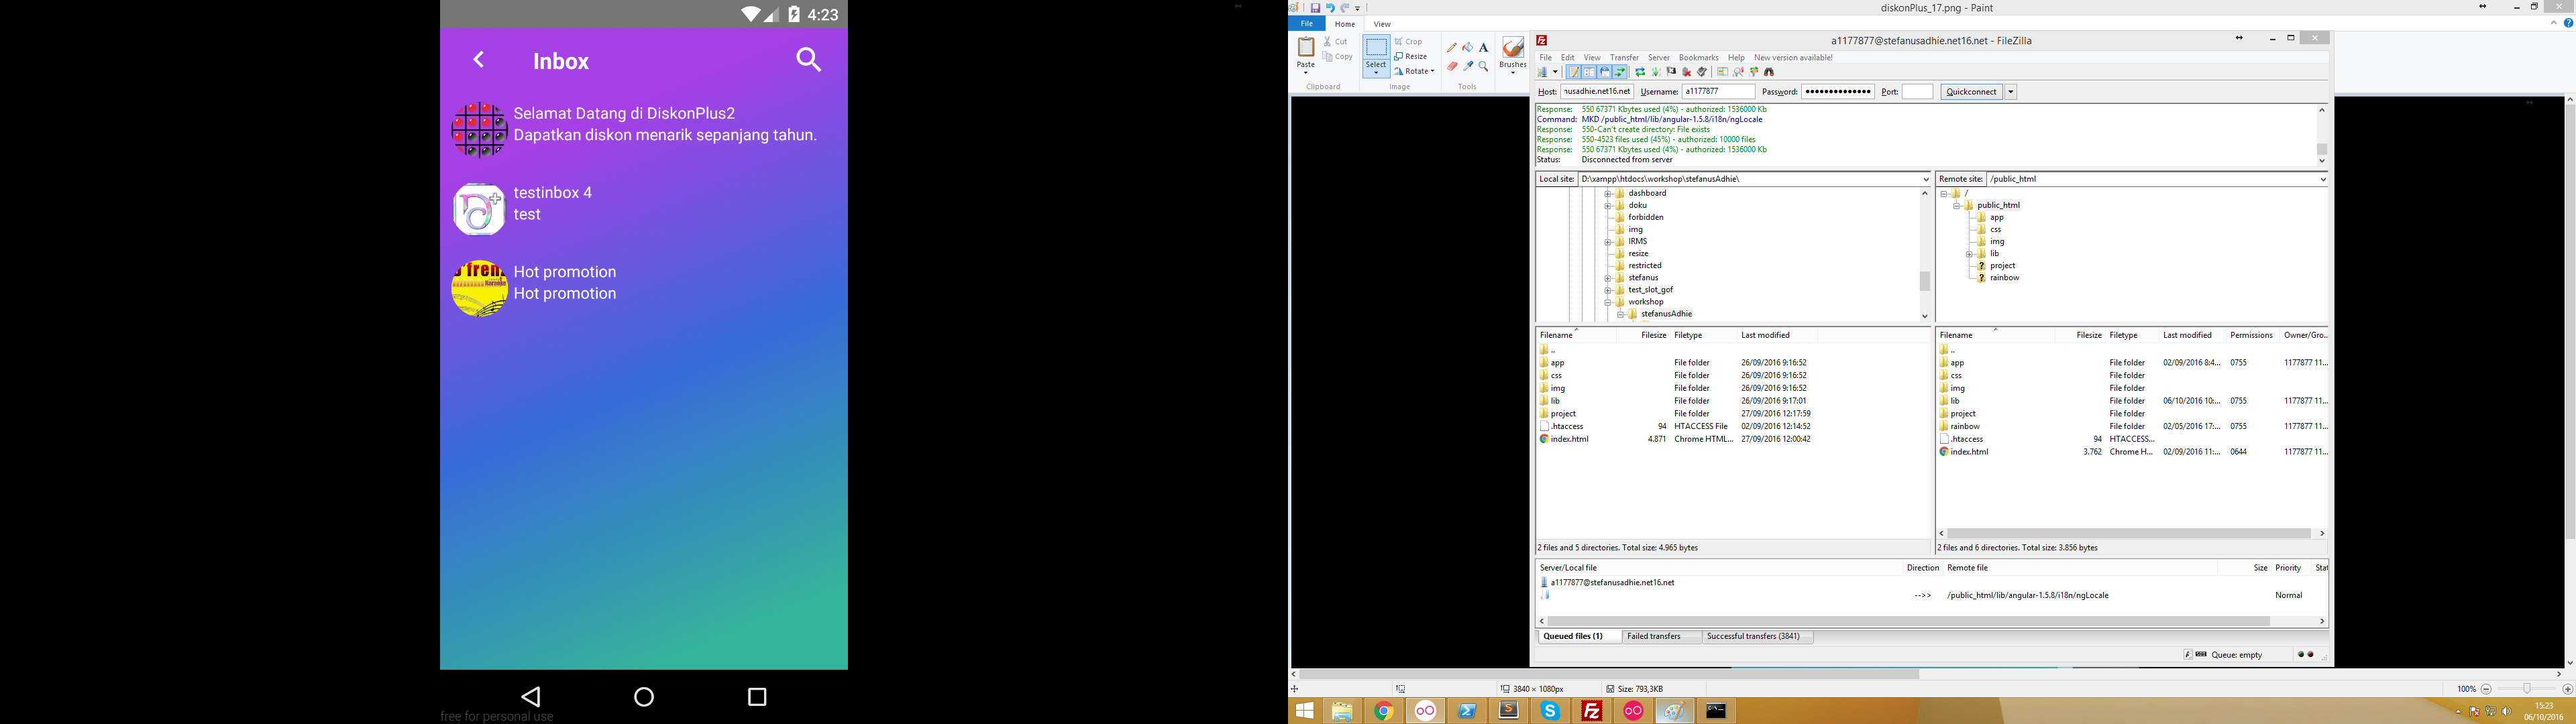 4:23
Inbox
Selamat Datang di DiskonPlus2
Dapatkan diskon menarik sepanjang tahun.
testinbox 4
test
Hot promotion
Hot promotion
free for personal use
diskonPlus_17.png - Paint
File Home View
Paste
Cut
Copy
Clipboard
Select
Crop
Resize
Rotate
Image
Tools
Brushes
a1177877@stefanusadhie.net16.net - FileZilla
File Edit View Transfer Server Bookmarks Help New version available!
Host: nusadhie.net16.net Username: a1177877 Password: Port: Quickconnect
Response: 550 67371 Kbytes used (4%) - authorized: 1536000 Kb
Command: MKD /public_html/lib/angular-1.5.8/i18n/ngLocale
Response: 550-Can't create directory: File exists
Response: 550-4523 files used (45%) - authorized: 10000 files
Response: 550 67371 Kbytes used (4%) - authorized: 1536000 Kb
Status: Disconnected from server
Local site: D:\xampp\htdocs\workshop\stefanusAdhie\
dashboard
doku
forbidden
img
IRMS
resize
restricted
stefanus
test_slot_gof
workshop
stefanusAdhie
Remote site: /public_html
/
public_html
app
css
img
lib
project
rainbow
Filename Filesize Filetype Last modified
..
app File folder 26/09/2016 9:16:52
css File folder 26/09/2016 9:16:52
img File folder 26/09/2016 9:16:52
lib File folder 26/09/2016 9:17:01
project File folder 27/09/2016 12:17:59
.htaccess 94 HTACCESS File 02/09/2016 12:14:52
index.html 4.871 Chrome HTML... 27/09/2016 12:00:42
2 files and 5 directories. Total size: 4.965 bytes
Filename Filesize Filetype Last modified Permissions Owner/Gro...
..
app File folder 02/09/2016 8:4... 0755 1177877 11...
css File folder
img File folder
lib File folder 06/10/2016 10:... 0755 1177877 11...
project File folder
rainbow File folder 02/05/2016 17:... 0755 1177877 11...
.htaccess 94 HTACCESS...
index.html 3.762 Chrome H... 02/09/2016 11:... 0644 1177877 11...
2 files and 6 directories. Total size: 3.856 bytes
Server/Local file Direction Remote file Size Priority Stat
a1177877@stefanusadhie.net16.net
-->> /public_html/lib/angular-1.5.8/i18n/ngLocale Normal
Queued files (1) Failed transfers Successful transfers (3841)
Queue: empty
3840 × 1080px Size: 793,3KB 100%
15:23
06/10/2016